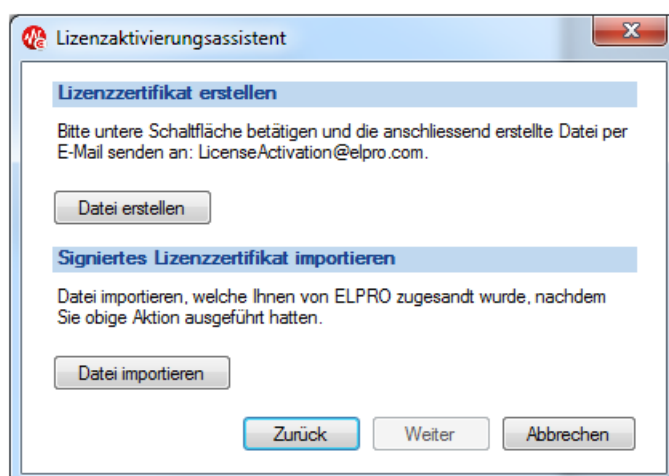 Lizenzaktivierungsassistent
Lizenzzertifikat erstellen
Bitte untere Schaltfläche betätigen und die anschliessend erstellte Datei per
E-Mail senden an: LicenseActivation@elpro.com.
Datei erstellen
Signiertes Lizenzzertifikat importieren
Datei importieren, welche Ihnen von ELPRO zugesandt wurde, nachdem
Sie obige Aktion ausgeführt hatten.
Datei importieren
Zurück Weiter Abbrechen